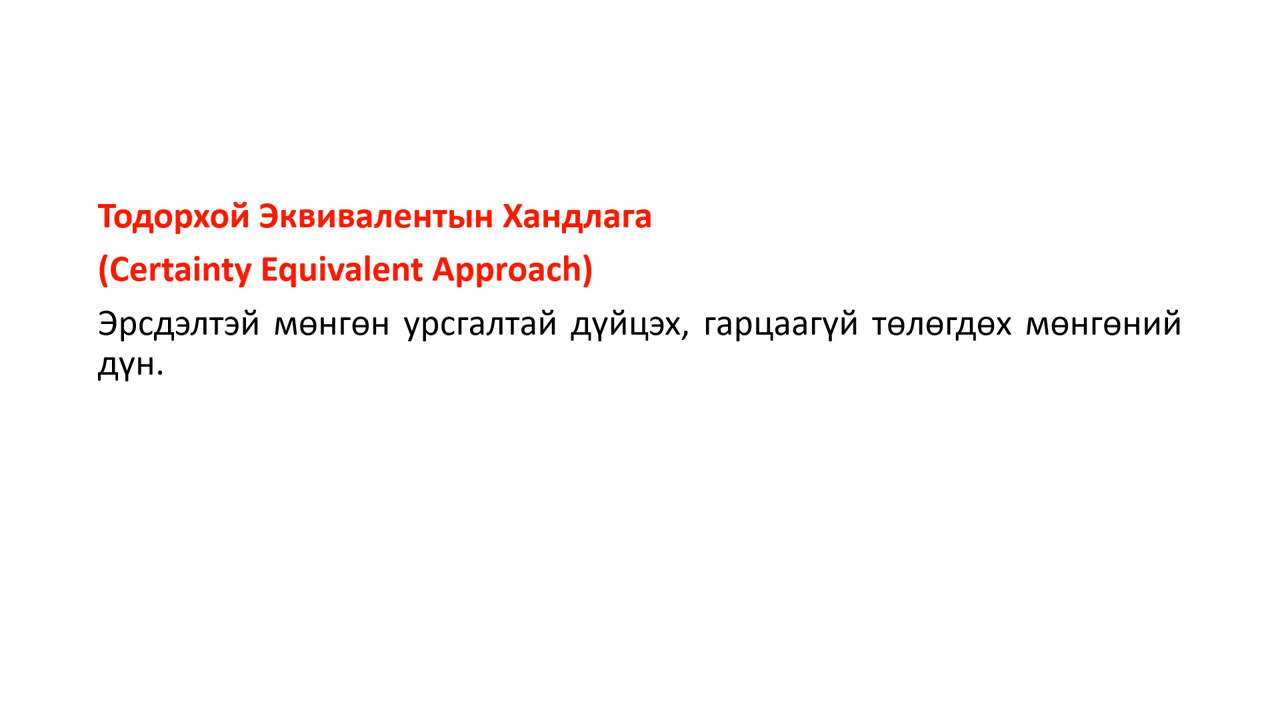 Тодорхой Эквивалентын Хандлага
(Certainty Equivalent Approach)
Эрсдэлтэй мөнгөн урсгалтай дүйцэх, гарцаагүй төлөгдөх мөнгөний
дүн.